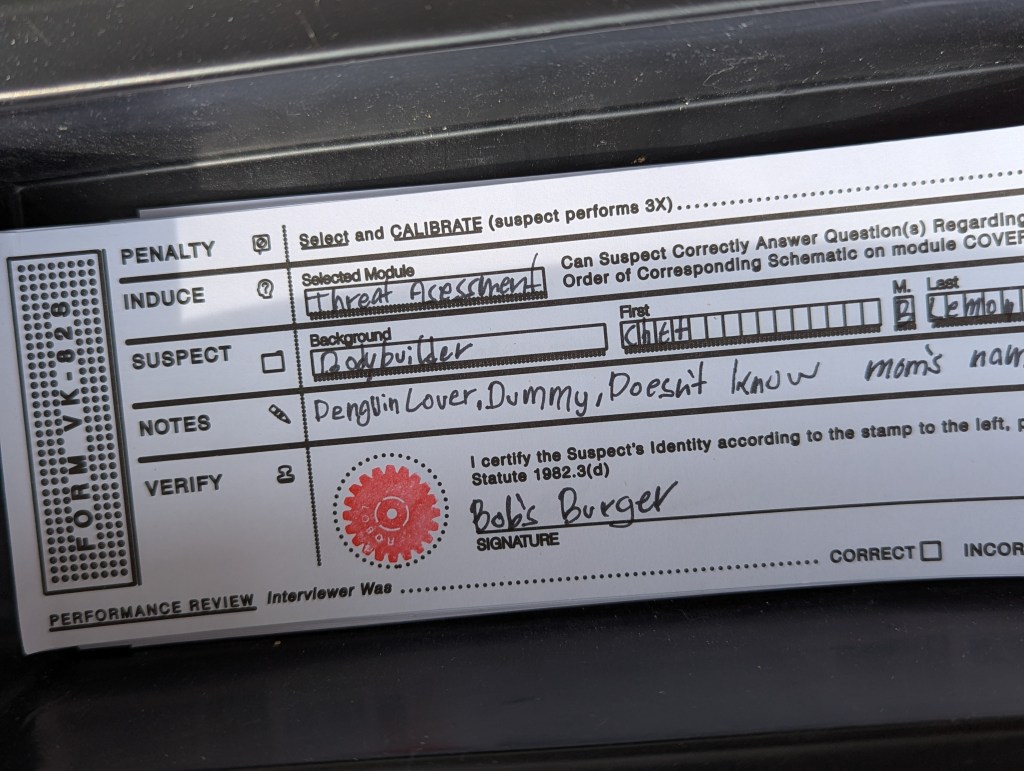 FORM VK-828
PENALTY
Select and CALIBRATE (suspect performs 3X)
INDUCE
Selected Module
Threat Acessment
Can Suspect Correctly Answer Question(s) Regarding
Order of Corresponding Schematic on module COVER
SUSPECT
Background
Bodybuilder
First
Chet
M.
B
Last
Lemon
NOTES
Penguin Lover, Dummy, Doesn't know mom's nam
VERIFY
I certify the Suspect's Identity according to the stamp to the left, p
Statute 1982.3(d)
Bob's Burger
SIGNATURE
PERFORMANCE REVIEW Interviewer Was
CORRECT
INCOR